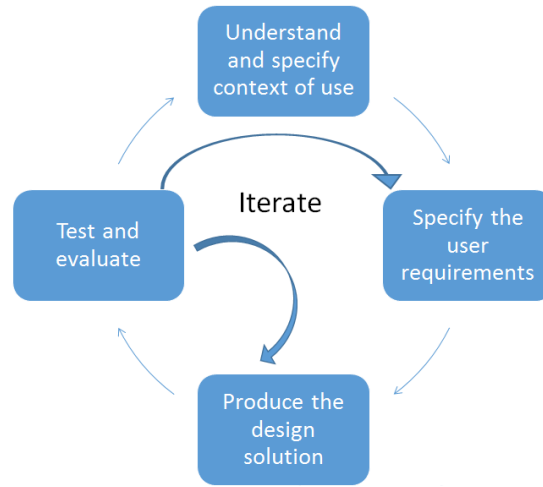 Understand
and specify
context of use
Iterate
Test and
evaluate
Specify the
user
requirements
Produce the
design
solution